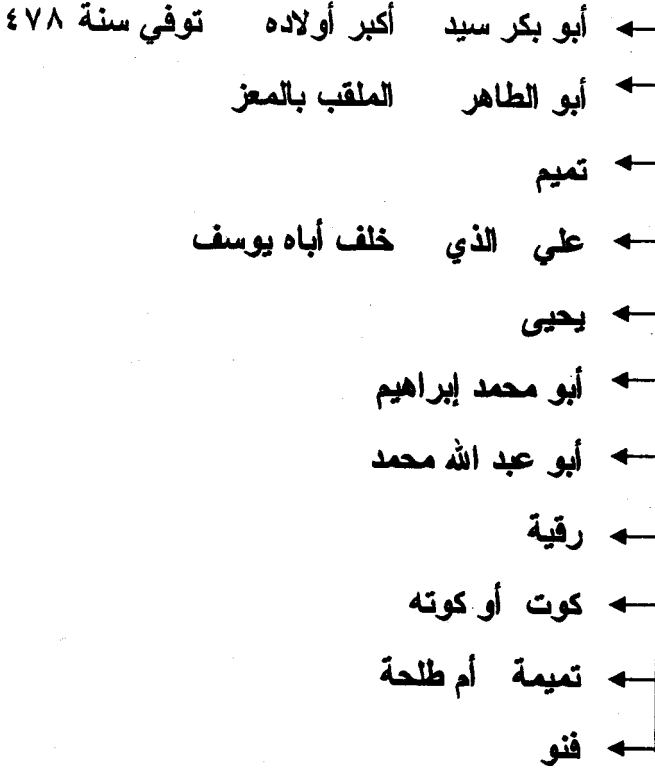 أبو بكر سيد أكبر أولاده توفي سنة ٤٧٨
أبو الطاهر الملقب بالمعز
تميم
علي الذي خلف أباه يوسف
يحيى
أبو محمد إبراهيم
أبو عبد الله محمد
رقية
كوت أو كوته
تميمة أم طلحة
فنو